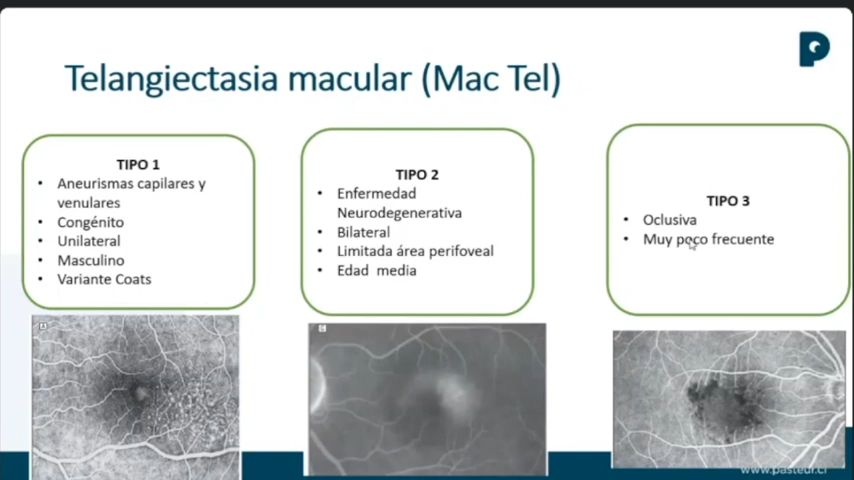 Telangiectasia macular (Mac Tel)
TIPO 1
• Aneurismas capilares y
venulares
• Congénito
• Unilateral
• Masculino
• Variante Coats
TIPO 2
• Enfermedad
Neurodegenerativa
• Bilateral
• Limitada área perifoveal
• Edad media
TIPO 3
• Oclusiva
• Muy poco frecuente
www.pasteur.cl